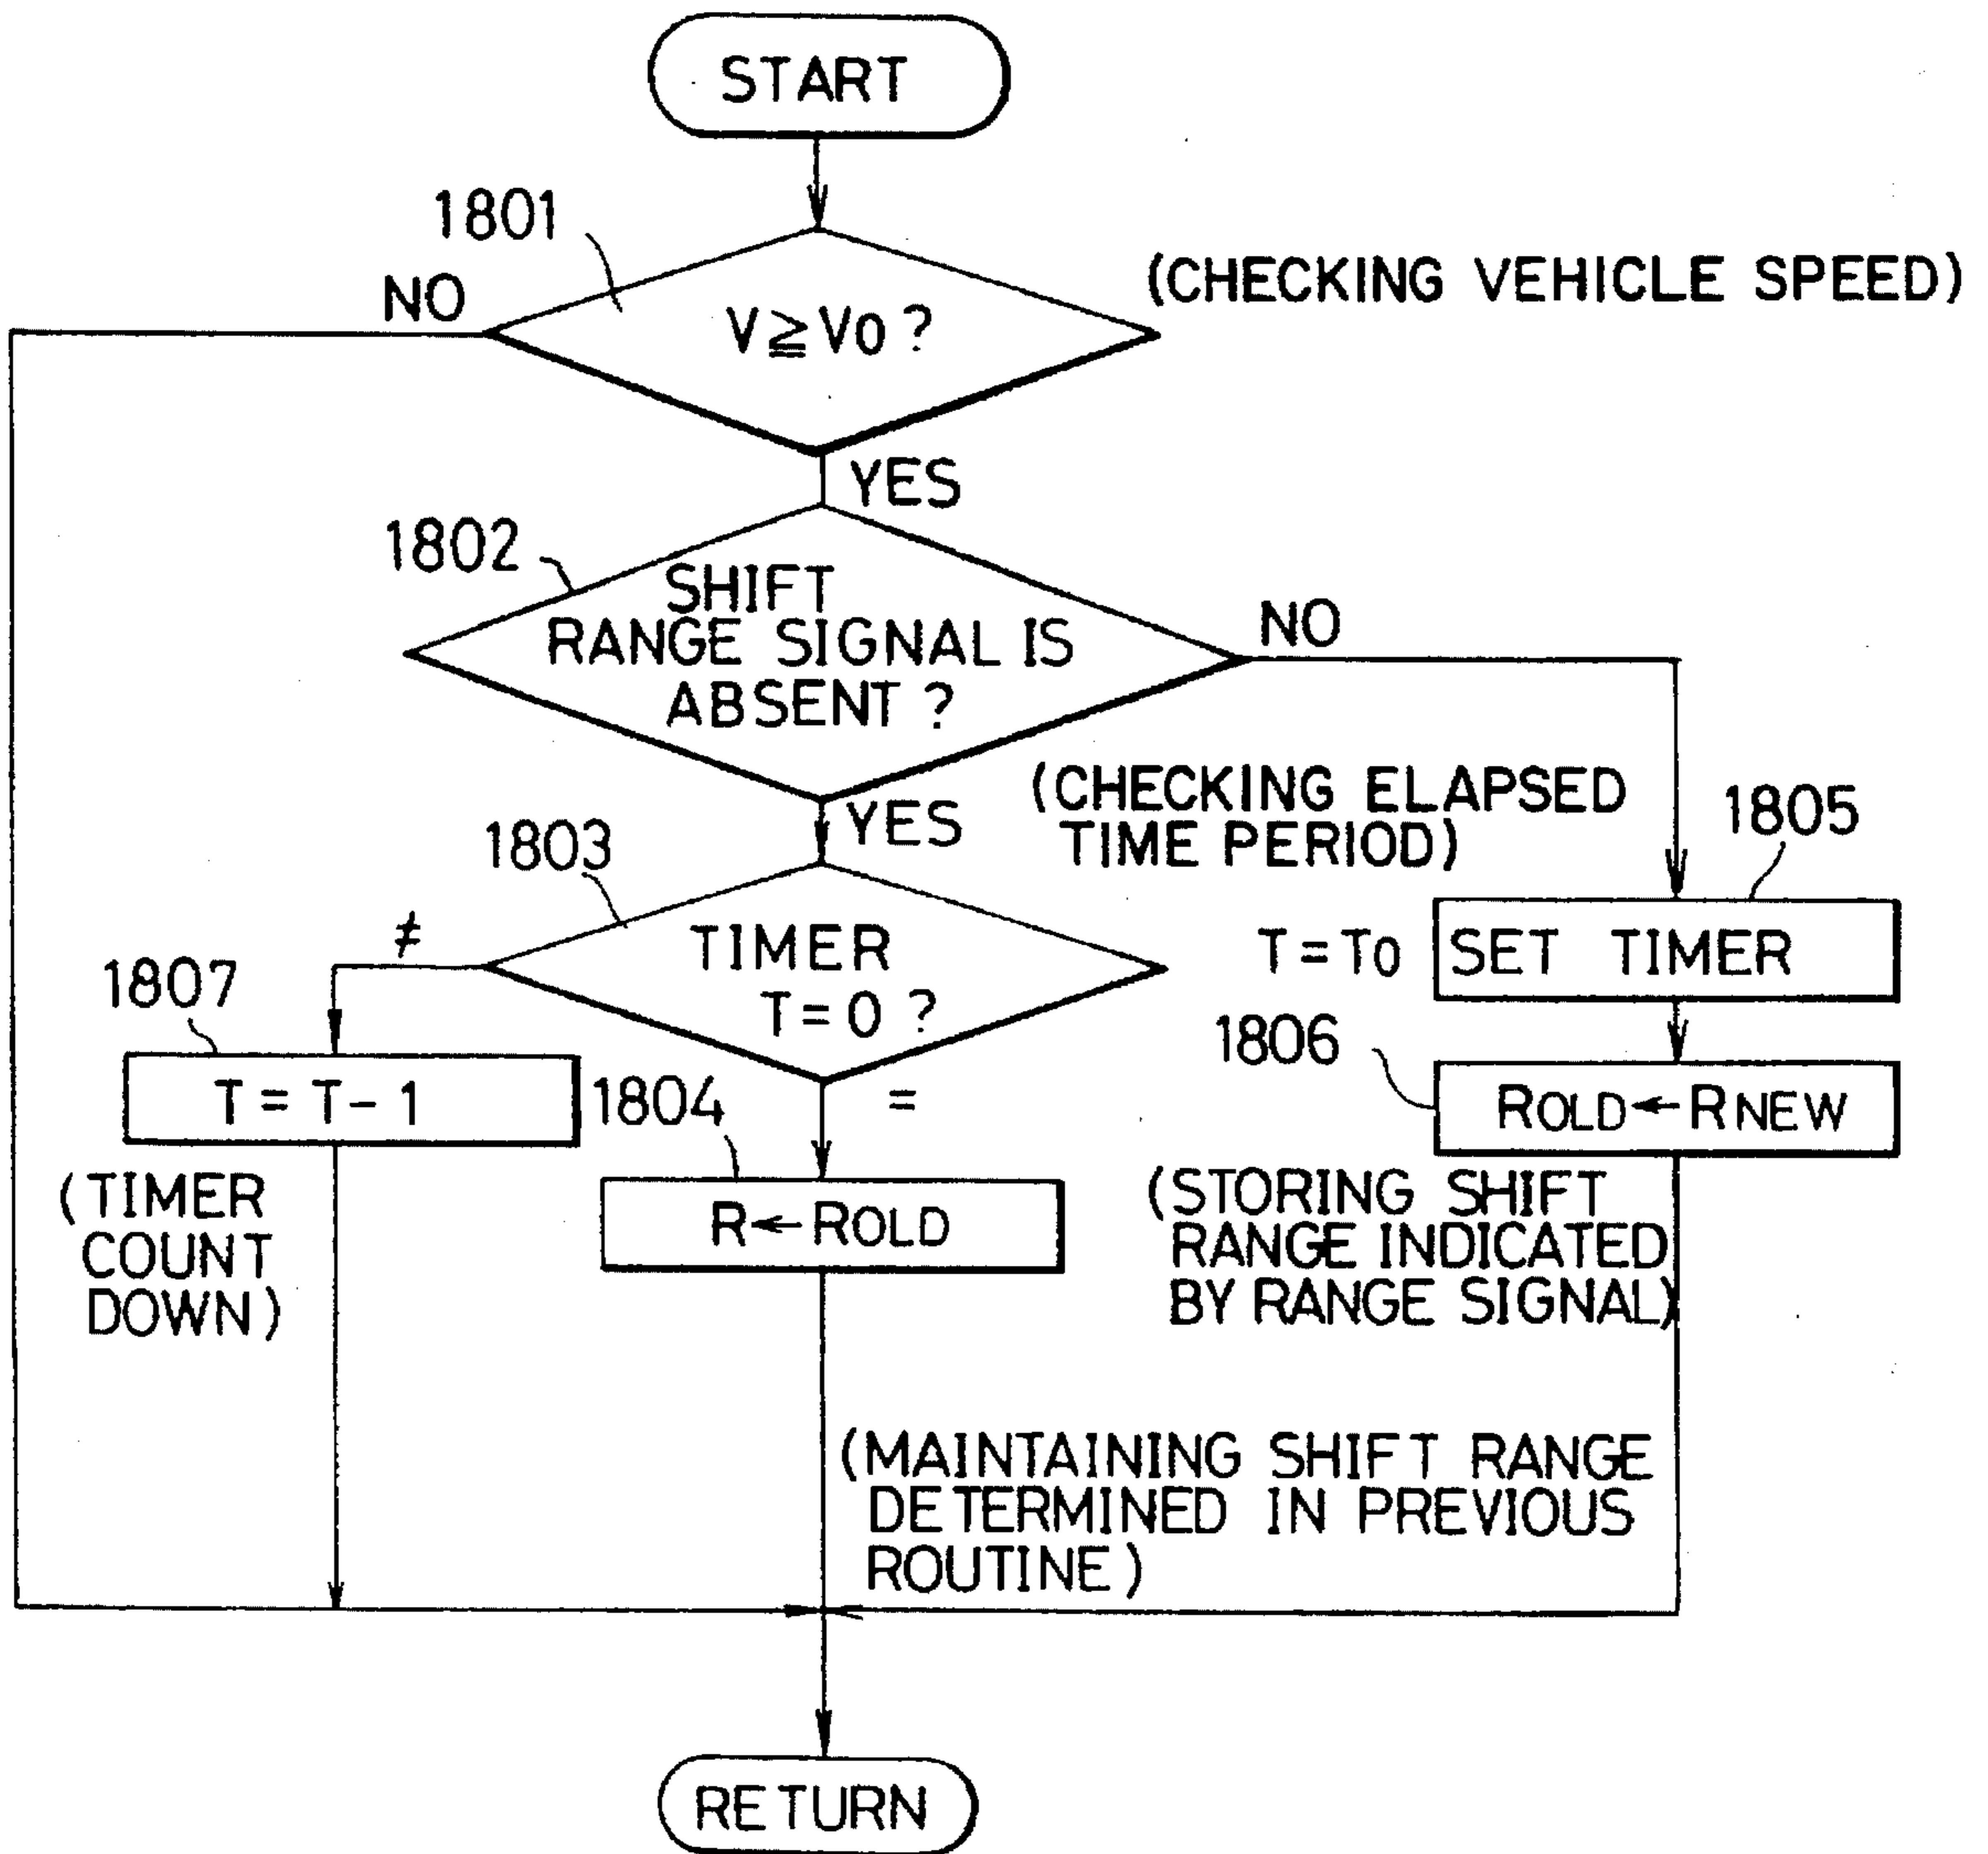 START
1801
NO
V≧Vo ?
(CHECKING VEHICLE SPEED)
YES
1802
SHIFT
RANGE SIGNAL IS
ABSENT ?
NO
YES
(CHECKING ELAPSED
TIME PERIOD)
1803
TIMER
T=0 ?
≠
=
1805
T=To
SET TIMER
1807
T=T-1
(TIMER
COUNT
DOWN)
1804
R←ROLD
1806
ROLD←RNEW
(STORING SHIFT
RANGE INDICATED
BY RANGE SIGNAL)
(MAINTAINING SHIFT RANGE
DETERMINED IN PREVIOUS
ROUTINE)
RETURN